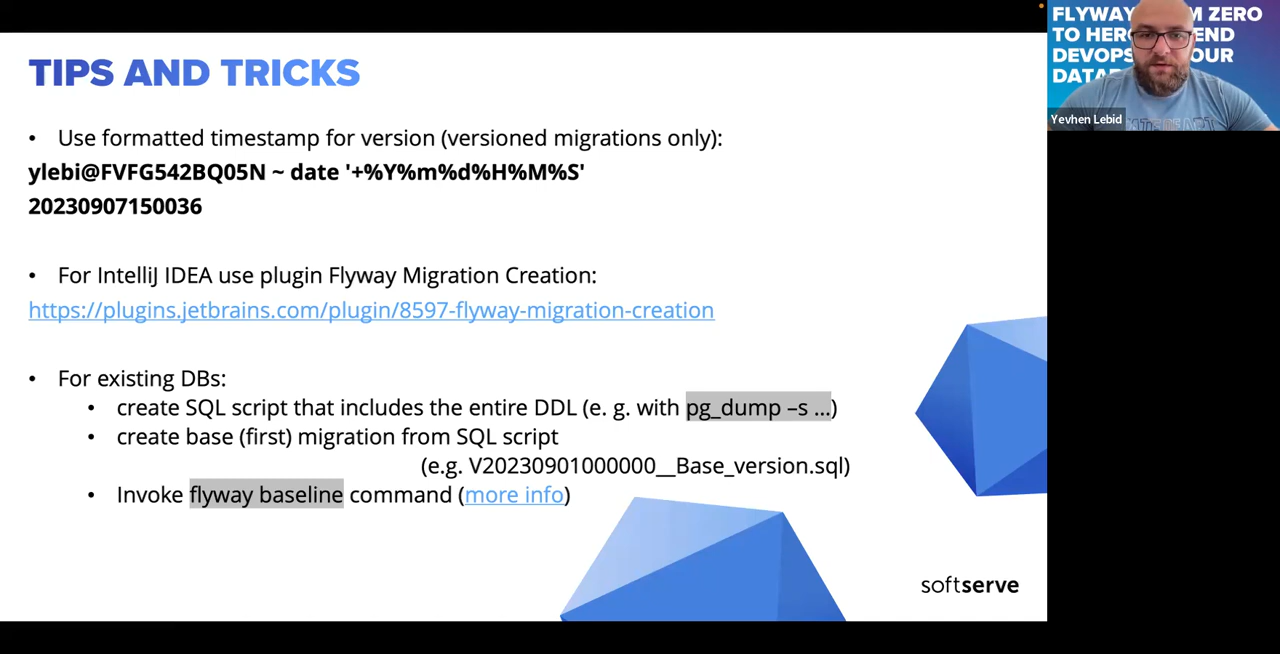 TIPS AND TRICKS
• Use formatted timestamp for version (versioned migrations only):
ylebi@FVFG542BQ05N ~ date '+%Y%m%d%H%M%S'
20230907150036
• For IntelliJ IDEA use plugin Flyway Migration Creation:
https://plugins.jetbrains.com/plugin/8597-flyway-migration-creation
• For existing DBs:
• create SQL script that includes the entire DDL (e. g. with pg_dump –s ...)
• create base (first) migration from SQL script
(e.g. V20230901000000__Base_version.sql)
• Invoke flyway baseline command (more info)
softserve
FLYWAY M ZERO
TO HER END
DEVOPS OUR
DATA
Yevhen Lebid